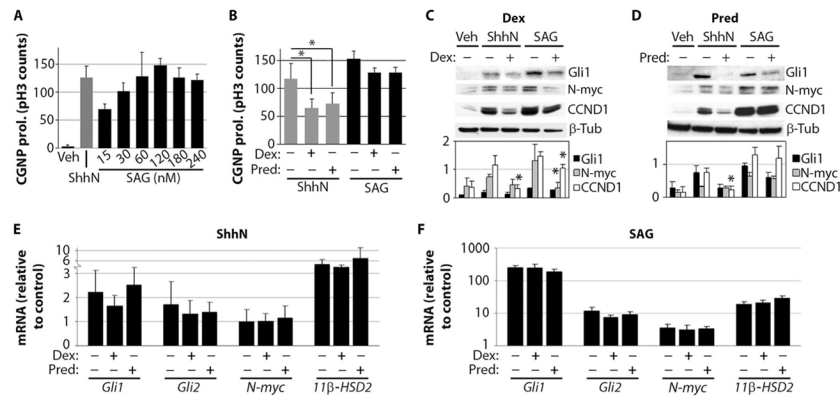 A
CGNP prol. (pH3 counts)
150
100
50
0
Veh
ShhN
15 30 60 120 180 240
SAG (nM)
B
CGNP prol. (pH3 counts)
150
100
50
0
* *
Dex: – + – – + –
Pred: – – + – – +
ShhN SAG
C
Dex
Veh ShhN SAG
Dex: – – + – +
Gli1
N-myc
CCND1
β-Tub
2
1
0
* * *
Gli1
N-myc
CCND1
D
Pred
Veh ShhN SAG
Pred: – – + – +
Gli1
N-myc
CCND1
β-Tub
1
0
*
Gli1
N-myc
CCND1
E
ShhN
mRNA (relative to control)
10
6
3
2
1
0
Dex: – + – – + – – + – – + –
Pred: – – + – – + – – + – – +
Gli1 Gli2 N-myc 11β-HSD2
F
SAG
mRNA (relative to control)
1000
100
10
1
Dex: – + – – + – – + – – + –
Pred: – – + – – + – – + – – +
Gli1 Gli2 N-myc 11β-HSD2